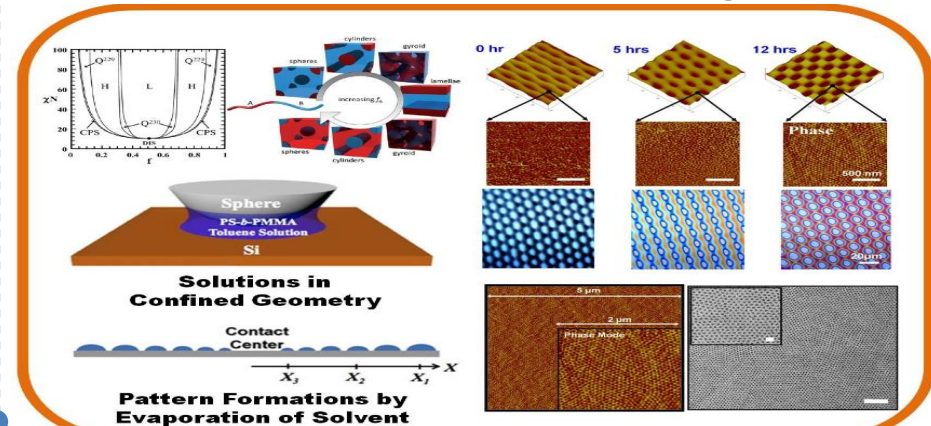 100
80
60
40
20
0
χN
Q²²⁹
Q²²⁹
H
L
H
Q²³⁰
CPS
CPS
DIS
0
0.2
0.4
0.6
0.8
1
f
cylinders
spheres
gyroid
lamellae
A
B
increasing fA
spheres
cylinders
gyroid
0 hr
5 hrs
12 hrs
Phase
500 nm
20μm
Sphere
PS-b-PMMA
Toluene Solution
Si
Solutions in
Confined Geometry
Contact
Center
X
X₃
X₂
X₁
Pattern Formations by
Evaporation of Solvent
5 μm
2 μm
Phase Mode